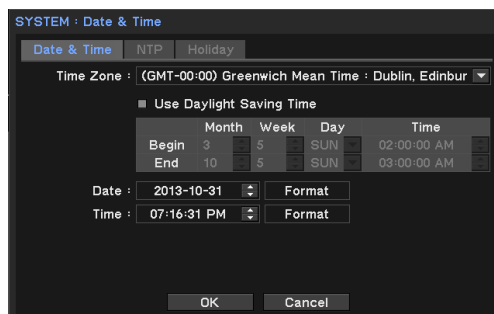 SYSTEM : Date & Time
Date & Time NTP Holiday
Time Zone : (GMT-00:00) Greenwich Mean Time : Dublin, Edinbur
Use Daylight Saving Time
Month Week Day Time
Begin 3 5 SUN 02:00:00 AM
End 10 5 SUN 03:00:00 AM
Date : 2013-10-31 Format
Time : 07:16:31 PM Format
OK Cancel